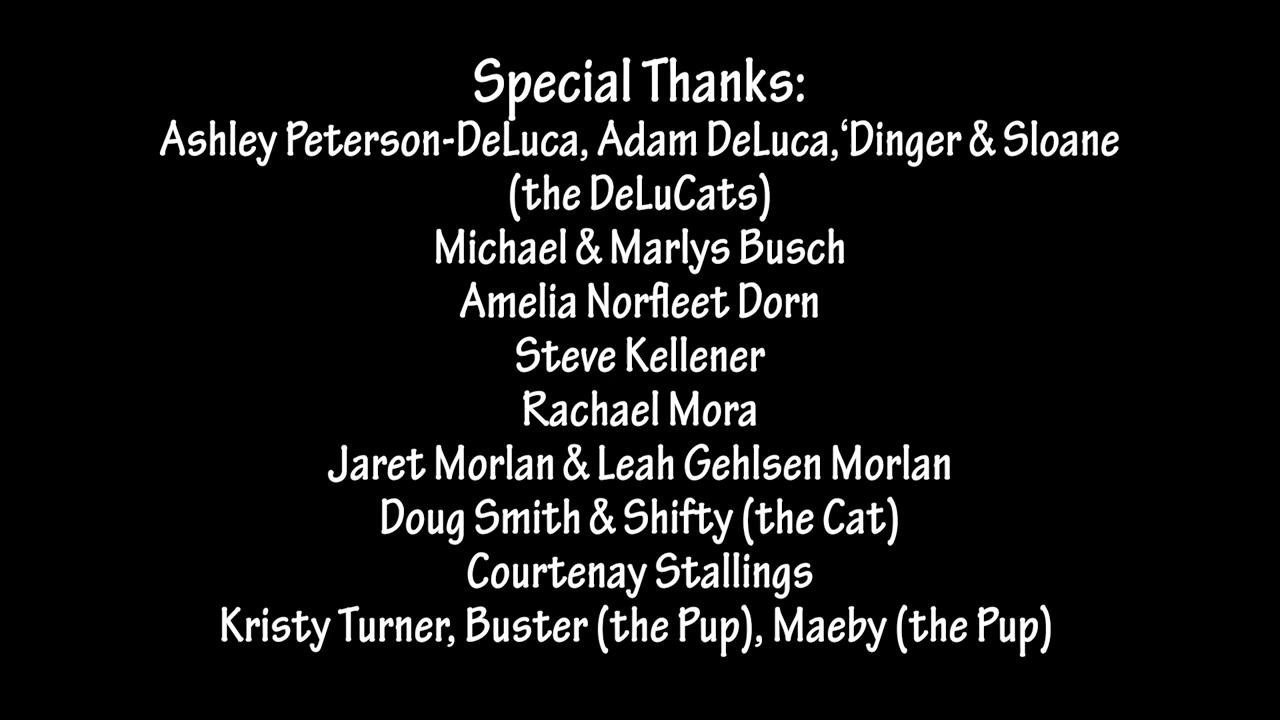 Special Thanks:
Ashley Peterson-DeLuca, Adam DeLuca,‘Dinger & Sloane
(the DeLuCats)
Michael & Marlys Busch
Amelia Norfleet Dorn
Steve Kellener
Rachael Mora
Jaret Morlan & Leah Gehlsen Morlan
Doug Smith & Shifty (the Cat)
Courtenay Stallings
Kristy Turner, Buster (the Pup), Maeby (the Pup)